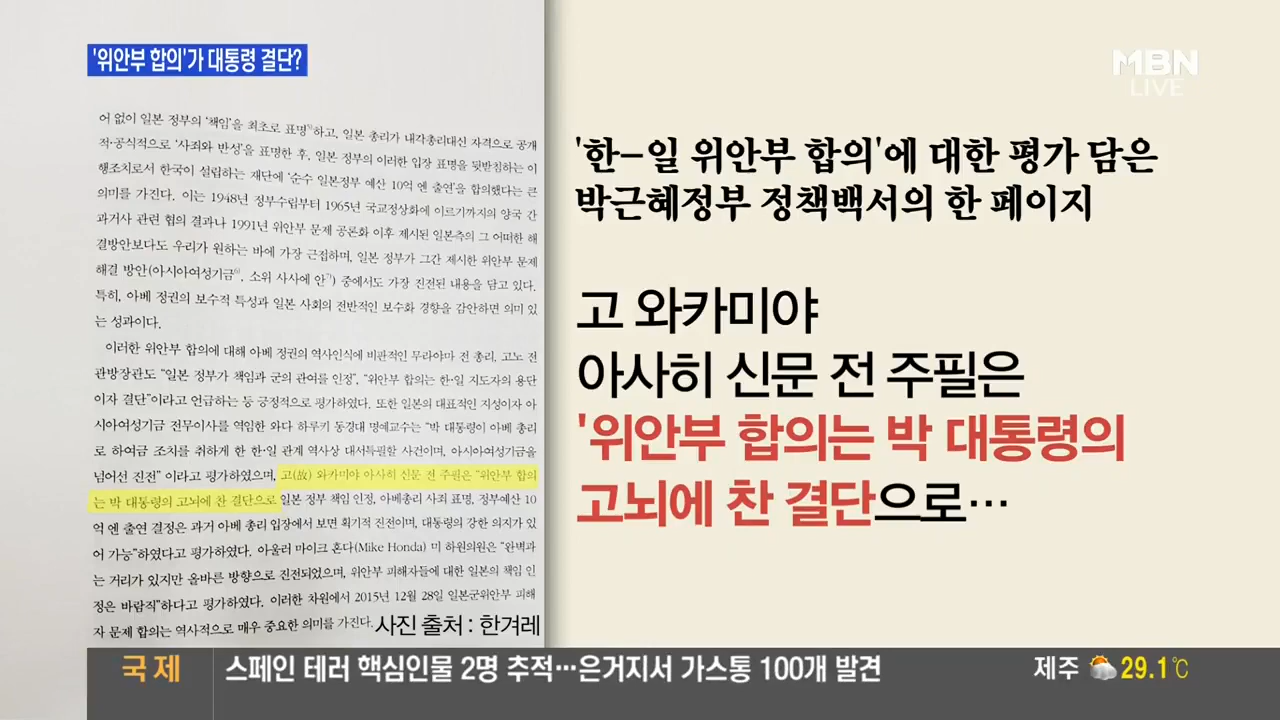 '위안부 합의'가 대통령 결단?
MBN
LIVE
어 없이 일본 정부의 '책임'을 최초로 표명하고, 일본 총리가 내각총리대신 자격으로 공개
적·공식적으로 '사죄와 반성'을 표명한 후, 일본 정부의 이러한 입장 표명을 뒷받침하는 이
행조치로서 한국이 설립하는 재단에 '순수 일본정부 예산 10억 엔 출연'을 합의했다는 큰
의미를 가진다. 이는 1948년 정부수립부터 1965년 국교정상화에 이르기까지의 양국 간
과거사 관련 협의 결과나 1991년 위안부 문제 공론화 이후 제시된 일본측의 그 어떠한 해
결방안보다도 우리가 원하는 바에 가장 근접하며, 일본 정부가 그간 제시한 위안부 문제
해결 방안(아시아여성기금, 소위 사사에 안) 중에서도 가장 진전된 내용을 담고 있다.
특히, 아베 정권의 보수적 특성과 일본 사회의 전반적인 보수화 경향을 감안하면 의미 있
는 성과이다.
이러한 위안부 합의에 대해 아베 정권의 역사인식에 비판적인 무라야마 전 총리, 고노 전
관방장관도 "일본 정부가 책임과 군의 관여를 인정", "위안부 합의는 한·일 지도자의 용단
이자 결단"이라고 언급하는 등 긍정적으로 평가하였다. 또한 일본의 대표적인 지성이자 아
시아여성기금 전무이사를 역임한 와다 하루키 동경대 명예교수는 "박 대통령이 아베 총리
로 하여금 조치를 취하게 한 한·일 관계 역사상 대서특필할 사건이며, 아시아여성기금을
넘어선 진전" 이라고 평가하였으며, 고(故) 와카미야 아사히 신문 전 주필은 "위안부 합의
는 박 대통령의 고뇌에 찬 결단으로 일본 정부 책임 인정, 아베총리 사죄 표명, 정부예산 10
억 엔 출연 결정은 과거 아베 총리 입장에서 보면 획기적 진전이며, 대통령의 강한 의지가 있
어 가능"하였다고 평가하였다. 아울러 마이크 혼다(Mike Honda) 미 하원의원은 "완벽과
는 거리가 있지만 올바른 방향으로 진전되었으며, 위안부 피해자들에 대한 일본의 책임 인
정은 바람직"하다고 평가하였다. 이러한 차원에서 2015년 12월 28일 일본군위안부 피해
자 문제 합의는 역사적으로 매우 중요한 의미를 가진다.
사진 출처 : 한겨레
'한-일 위안부 합의'에 대한 평가 담은
박근혜정부 정책백서의 한 페이지
고 와카미야
아사히 신문 전 주필은
'위안부 합의는 박 대통령의
고뇌에 찬 결단으로…
국 제
스페인 테러 핵심인물 2명 추적…은거지서 가스통 100개 발견
제주 29.1℃